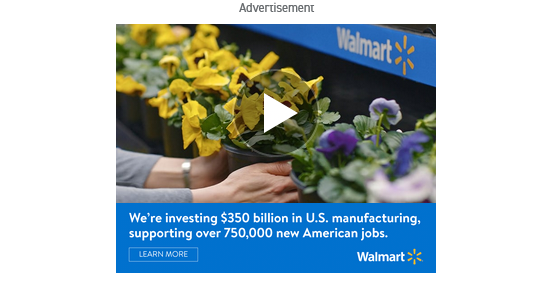 Advertisement
Walmart
We're investing $350 billion in U.S. manufacturing,
supporting over 750,000 new American jobs.
LEARN MORE
Walmart